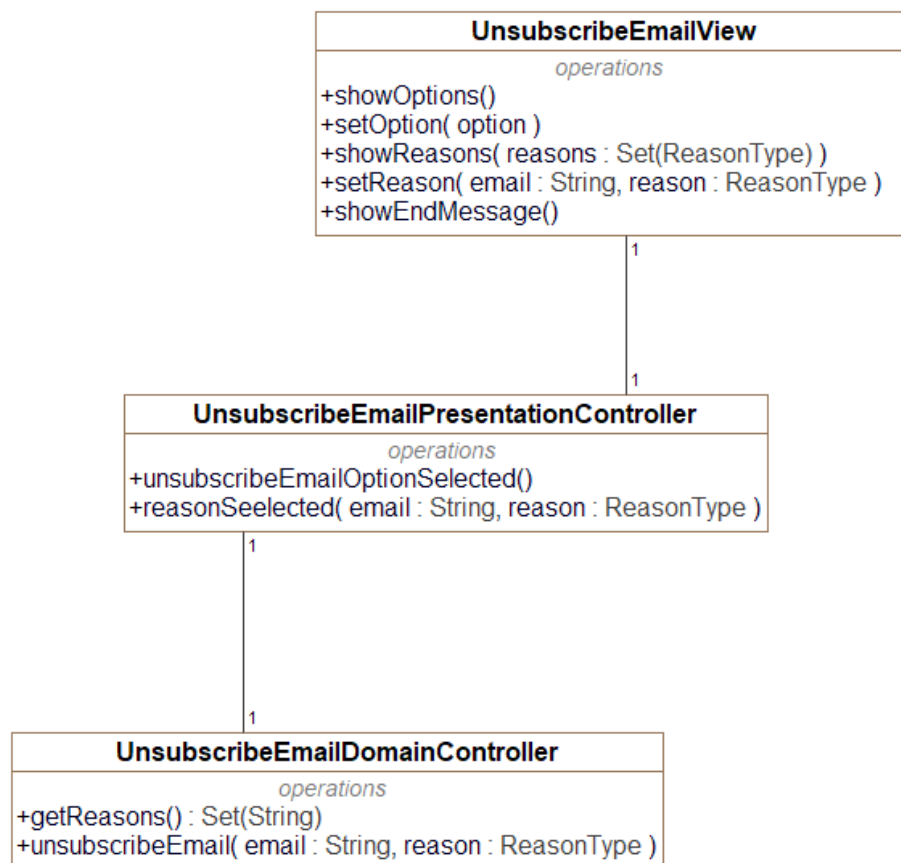 UnsubscribeEmailView
operations
+showOptions()
+setOption( option )
+showReasons( reasons : Set(ReasonType) )
+setReason( email : String, reason : ReasonType )
+showEndMessage()
1
1
UnsubscribeEmailPresentationController
operations
+unsubscribeEmailOptionSelected()
+reasonSeelected( email : String, reason : ReasonType )
1
1
UnsubscribeEmailDomainController
operations
+getReasons() : Set(String)
+unsubscribeEmail( email : String, reason : ReasonType )